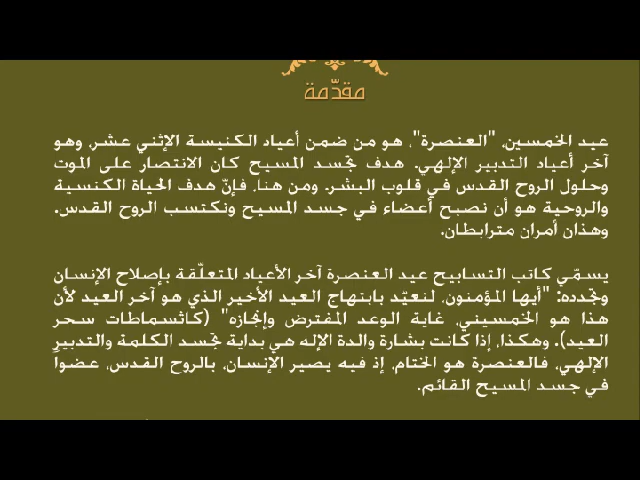 مقدّمة
عيد الخمسين، "العنصرة"، هو من ضمن أعياد الكنيسة الإثني عشر، وهو
آخر أعياد التدبير الإلهي. هدف تجسد المسيح كان الانتصار على الموت
وحلول الروح القدس في قلوب البشر. ومن هنا، فإنّ هدف الحياة الكنسية
والروحية هو أن نصبح أعضاء في جسد المسيح ونكتسب الروح القدس.
وهذان أمران مترابطان.
يسمّي كاتب التسابيح عيد العنصرة آخر الأعياد المتعلّقة بإصلاح الإنسان
وتجدده: "أيها المؤمنون، لنعيّد بابتهاج العيد الأخير الذي هو آخر العيد لأن
هذا هو الخمسيني، غاية الوعد المفترض وإنجازه" (كاثسماطات سحر
العيد). وهكذا، إذا كانت بشارة والدة الإله هي بداية تجسد الكلمة والتدبير
الإلهي، فالعنصرة هو الختام، إذ فيه يصير الإنسان، بالروح القدس، عضواً
في جسد المسيح القائم.